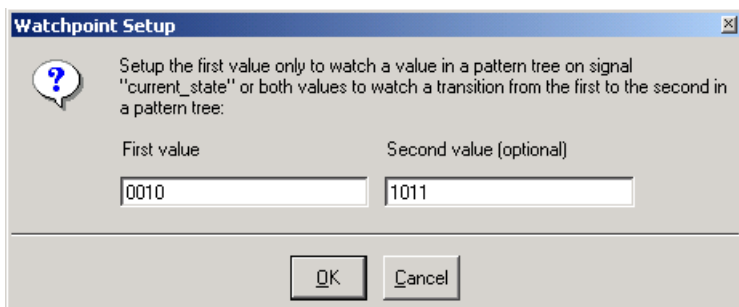 Watchpoint Setup
Setup the first value only to watch a value in a pattern tree on signal
"current_state" or both values to watch a transition from the first to the second in
a pattern tree:
First value Second value (optional)
0010 1011
OK Cancel